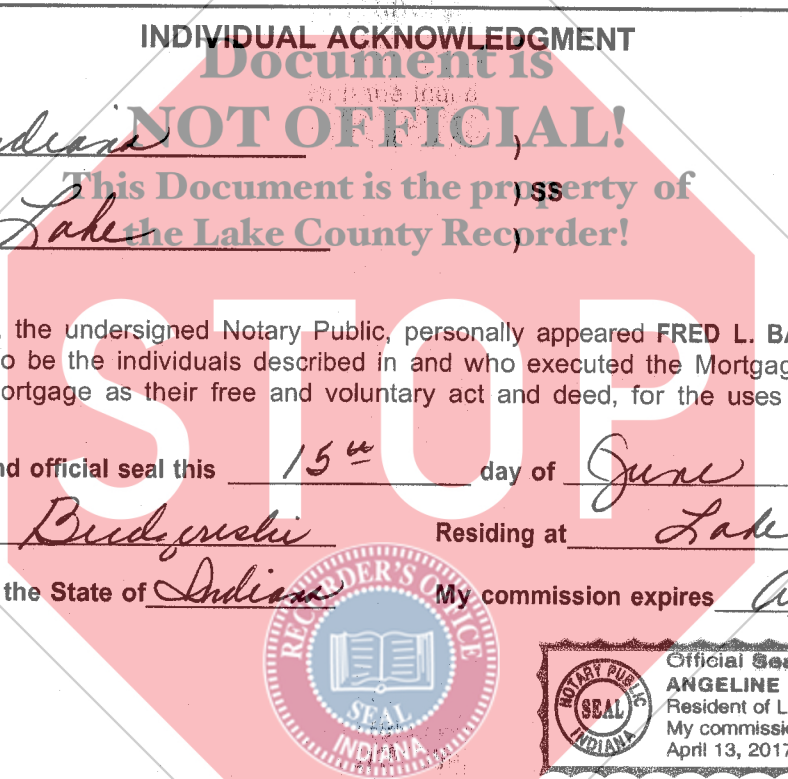 INDIVIDUAL ACKNOWLEDGMENT
Document is
NOT OFFICIAL!
ndiana )
This Document is the property of
) SS
Lake )
the Lake County Recorder!
, the undersigned Notary Public, personally appeared FRED L. BA
o be the individuals described in and who executed the Mortgag
ortgage as their free and voluntary act and deed, for the uses
STOP
nd official seal this 15th day of June
Residing at Lake
the State of Indiana My commission expires
RECORDER'S OFFICE
SEAL
INDIANA
NOTARY PUBLIC
SEAL
INDIANA
Official Sea
ANGELINE
Resident of L
My commissi
April 13, 2017